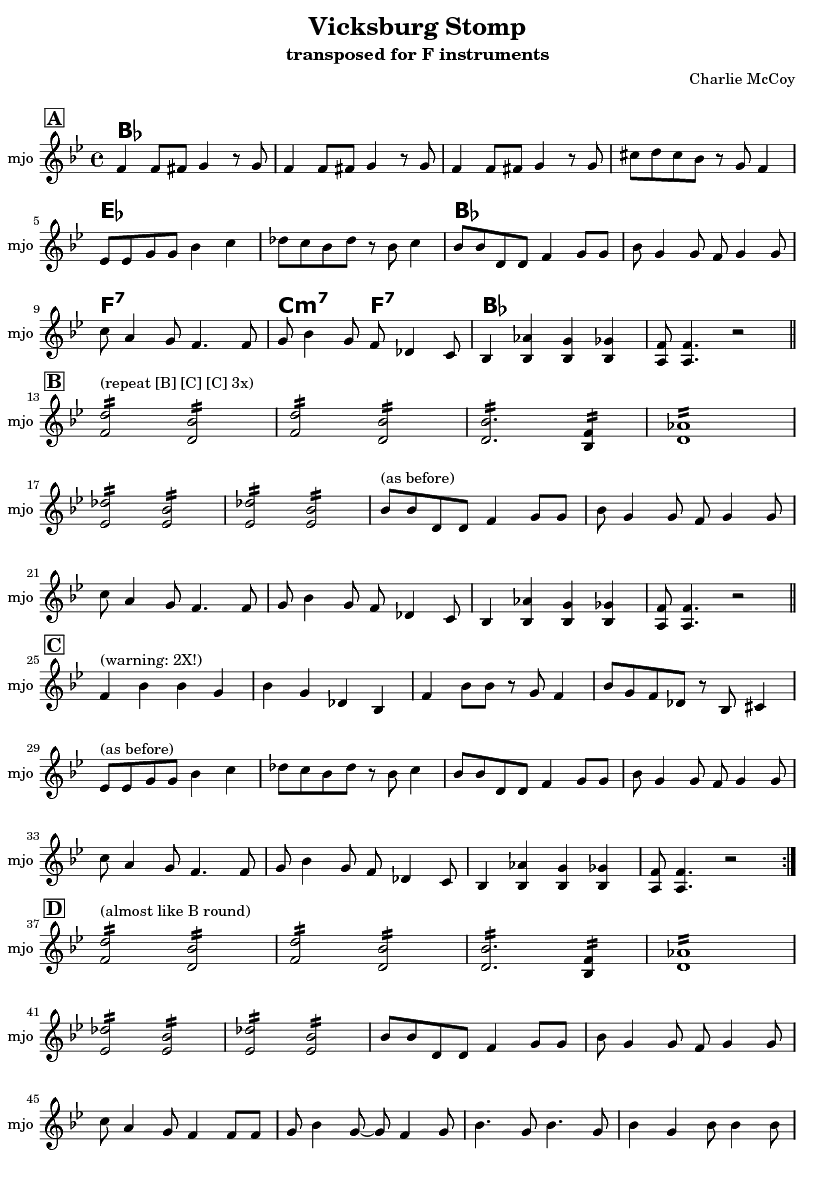 Vicksburg Stomp
transposed for F instruments
Charlie McCoy
A
B♭
mjo
5
E♭ B♭
mjo
9
F7 Cm7 F7 B♭
mjo
B
13
(repeat [B] [C] [C] 3x)
mjo
17
(as before)
mjo
21
mjo
C
25
(warning: 2X!)
mjo
29
(as before)
mjo
33
mjo
D
37
(almost like B round)
mjo
41
mjo
45
mjo